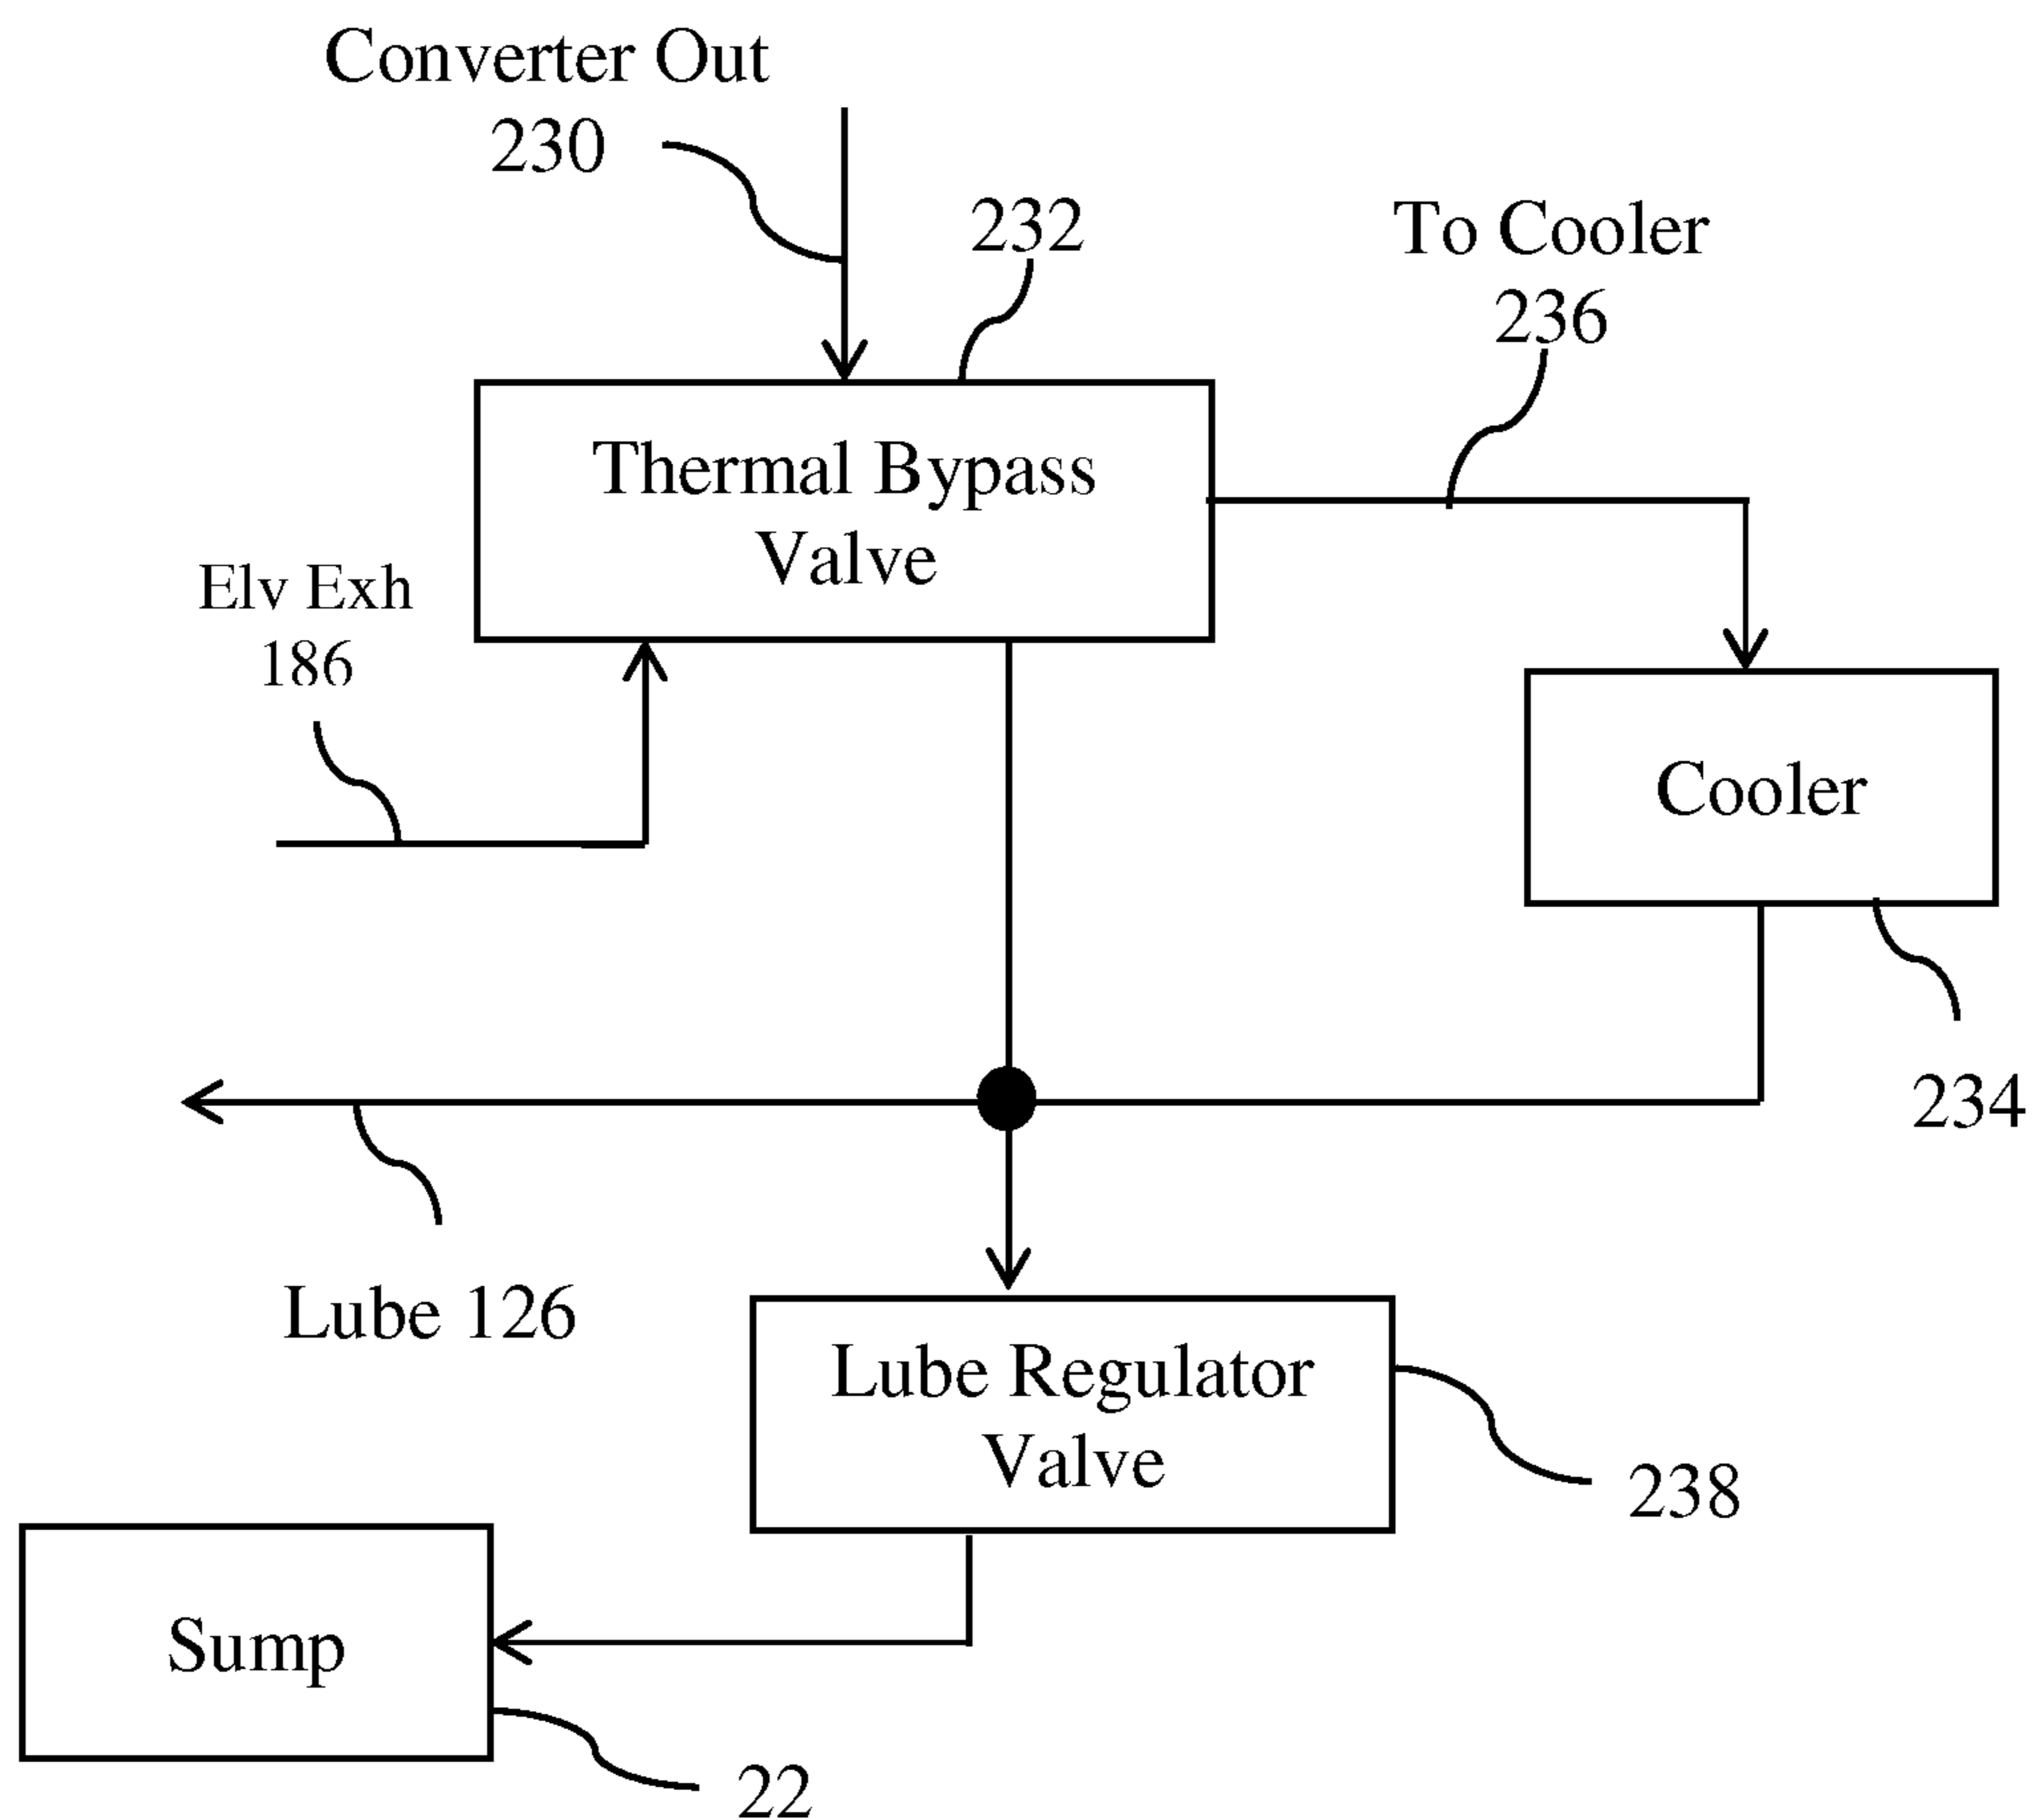 Converter Out
230
232
To Cooler
236
Thermal Bypass
Valve
Elv Exh
186
Cooler
234
Lube 126
Lube Regulator
Valve
238
Sump
22